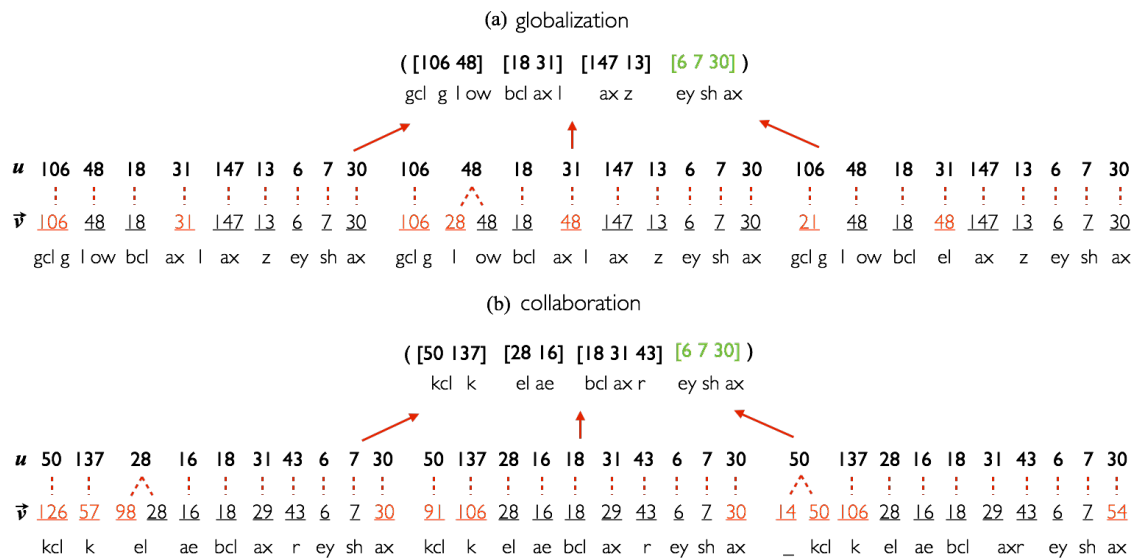 (a) globalization
( [106 48] [18 31] [147 13] [6 7 30] )
gcl g l ow bcl ax l ax z ey sh ax
u 106 48 18 31 147 13 6 7 30 106 48 18 31 147 13 6 7 30 106 48 18 31 147 13 6 7 30
v⃗ 106 48 18 31 147 13 6 7 30 106 28 48 18 48 147 13 6 7 30 21 48 18 48 147 13 6 7 30
gcl g l ow bcl ax l ax z ey sh ax gcl g l ow bcl ax l ax z ey sh ax gcl g l ow bcl el ax z ey sh ax
(b) collaboration
( [50 137] [28 16] [18 31 43] [6 7 30] )
kcl k el ae bcl ax r ey sh ax
u 50 137 28 16 18 31 43 6 7 30 50 137 28 16 18 31 43 6 7 30 50 137 28 16 18 31 43 6 7 30
v⃗ 126 57 98 28 16 18 29 43 6 7 30 91 106 28 16 18 29 43 6 7 30 14 50 106 28 16 18 29 43 6 7 54
kcl k el ae bcl ax r ey sh ax kcl k el ae bcl ax r ey sh ax _ kcl k el ae bcl axr ey sh ax